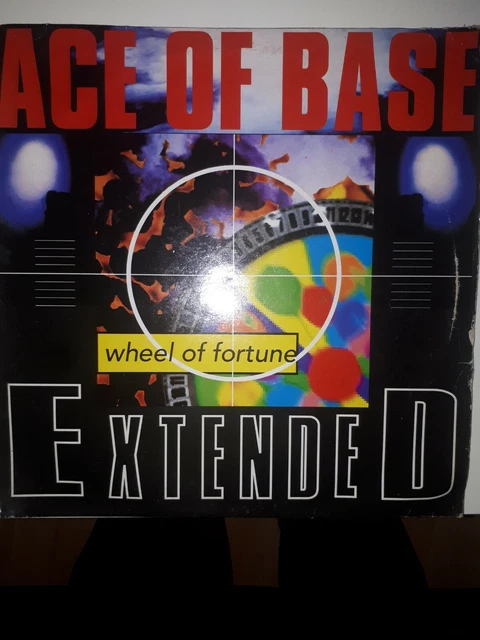 ACE OF BASE
wheel of fortune
EXTENDED